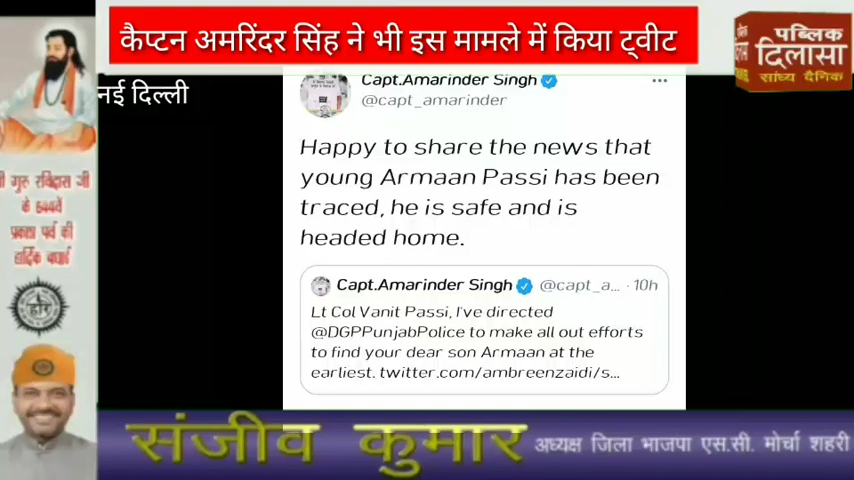 कैप्टन अमरिंदर सिंह ने भी इस मामले में किया ट्वीट
पब्लिक
दिलासा
सांध्य दैनिक
नई दिल्ली
Capt.Amarinder Singh
@capt_amarinder
Happy to share the news that
young Armaan Passi has been
traced, he is safe and is
headed home.
Capt.Amarinder Singh @capt_a... · 10h
Lt Col Vanit Passi, I've directed
@DGPPunjabPolice to make all out efforts
to find your dear son Armaan at the
earliest. twitter.com/ambreenzaidi/s...
गुरु रविदास जी
के 644वें
प्रकाश पर्व की
हार्दिक बधाई
संजीव कुमार अध्यक्ष जिला भाजपा एस.सी. मोर्चा शहरी